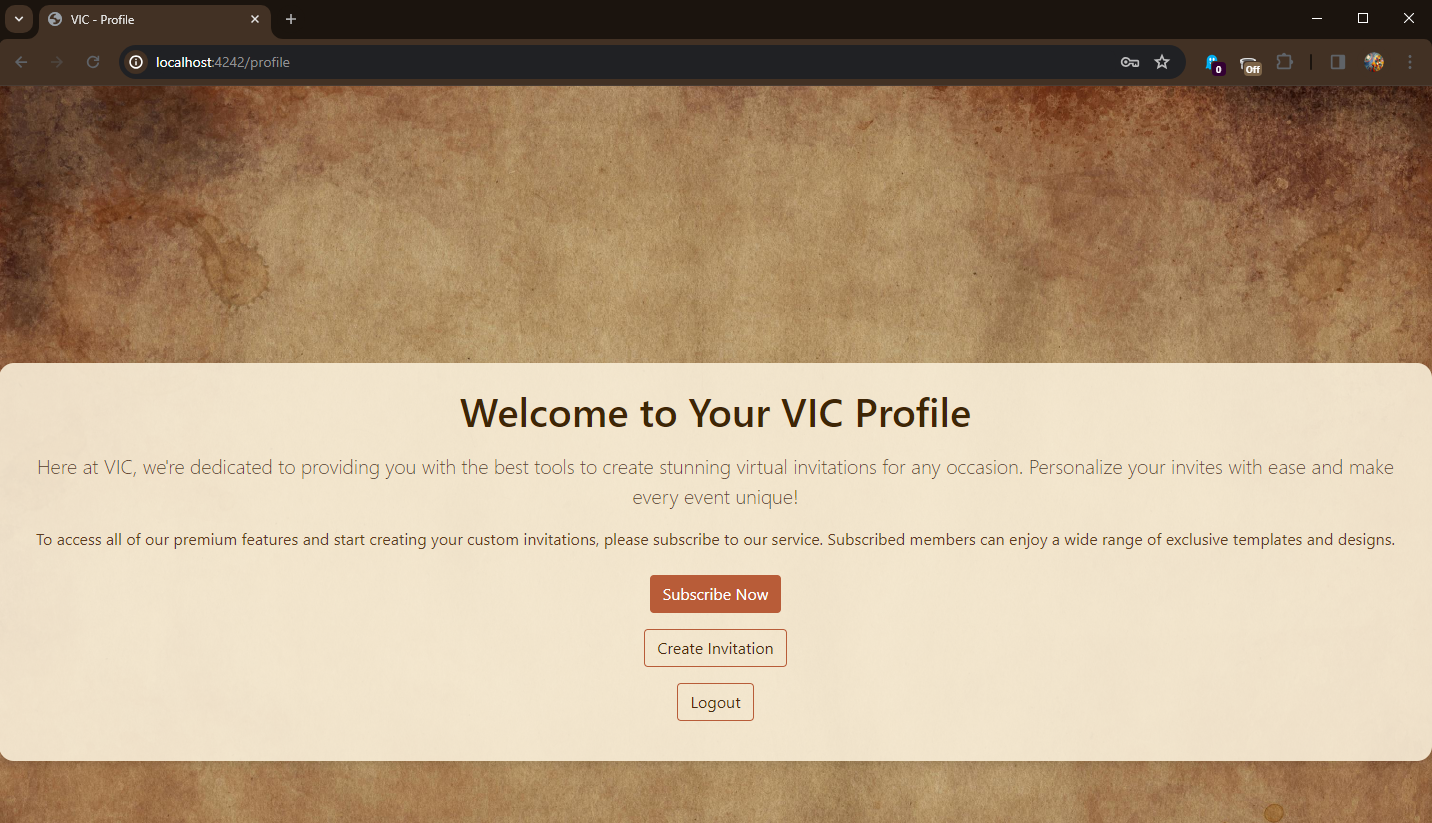 VIC - Profile
localhost:4242/profile
0
Off
Welcome to Your VIC Profile
Here at VIC, we're dedicated to providing you with the best tools to create stunning virtual invitations for any occasion. Personalize your invites with ease and make
every event unique!
To access all of our premium features and start creating your custom invitations, please subscribe to our service. Subscribed members can enjoy a wide range of exclusive templates and designs.
Subscribe Now
Create Invitation
Logout